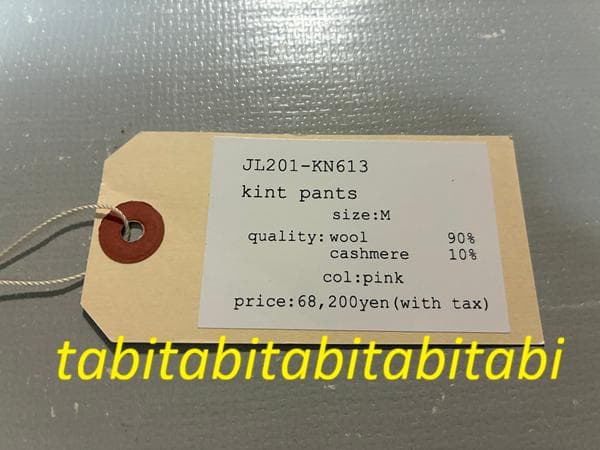 JL201-KN613
kint pants
size:M
quality: wool 90%
cashmere 10%
col:pink
price:68,200yen(with tax)
tabitabitabitabitabi